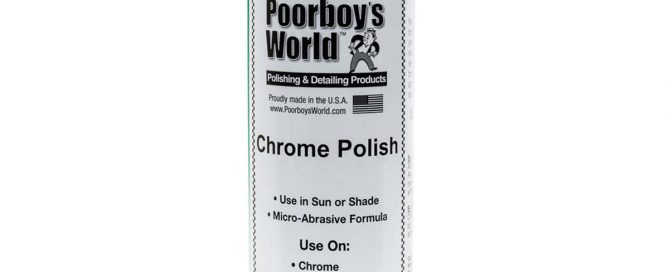 Poorboy's
World™
Polishing & Detailing Products
Proudly made in the U.S.A.
www.PoorboysWorld.com
Chrome Polish
• Use in Sun or Shade
• Micro-Abrasive Formula
Use On:
• Chrome